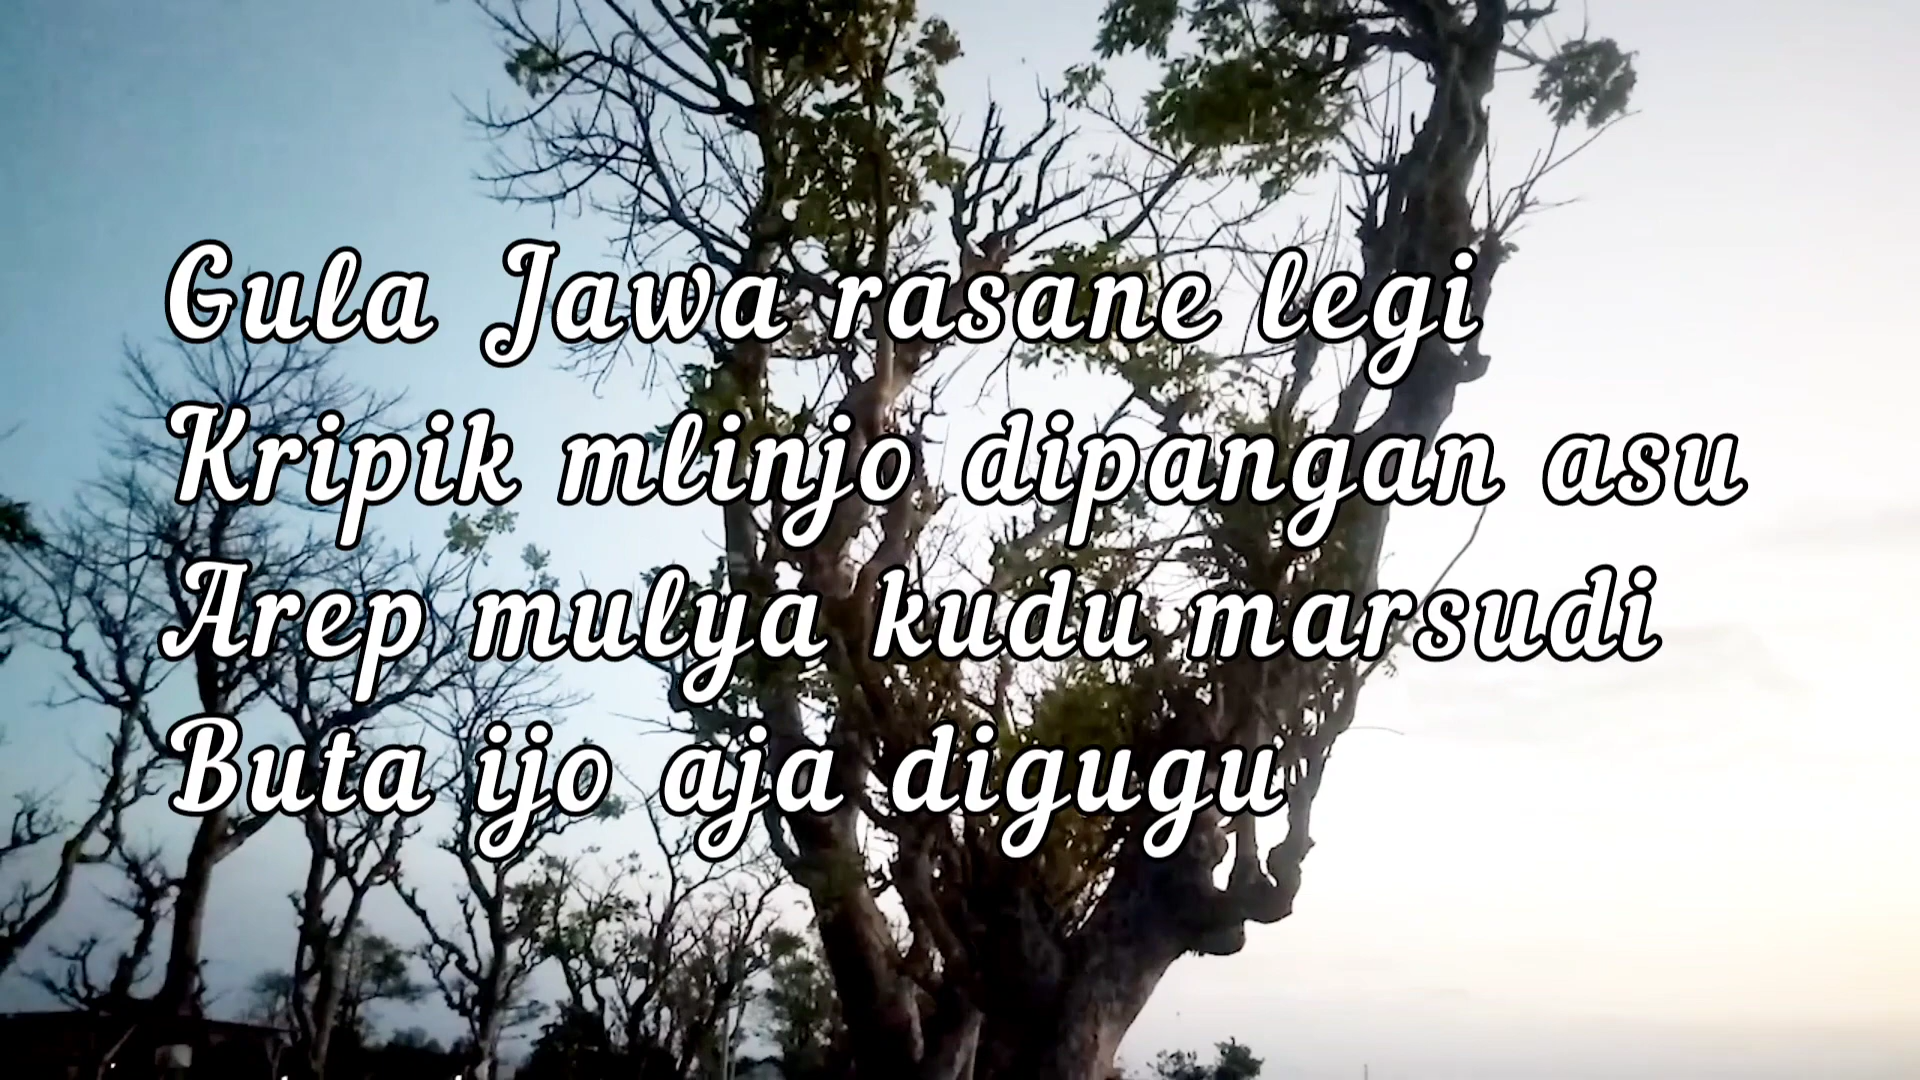 Gula Jawa rasane legi
Kripik mlinjo dipangan asu
Arep mulya kudu marsudi
Buta ijo aja digugu